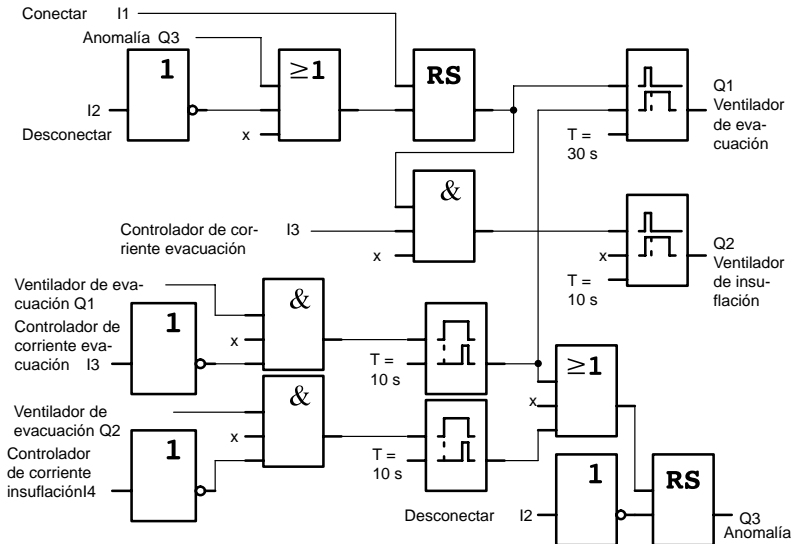 Conectar I1
Anomalía Q3
1
≥1
RS
I2
Desconectar
x
T =
30 s
Q1
Ventilador
de eva-
cuación
&
Controlador de cor-
riente evacuación
I3
x
x
T =
10 s
Q2
Ventilador
de insu-
flación
Ventilador de eva-
cuación Q1
Controlador de
corriente eva-
cuación I3
1
&
x
T =
10 s
≥1
x
Ventilador de
evacuación Q2
Controlador
de corriente
insuflaciónI4
1
&
x
T =
10 s
Desconectar I2
1
RS
Q3
Anomalía